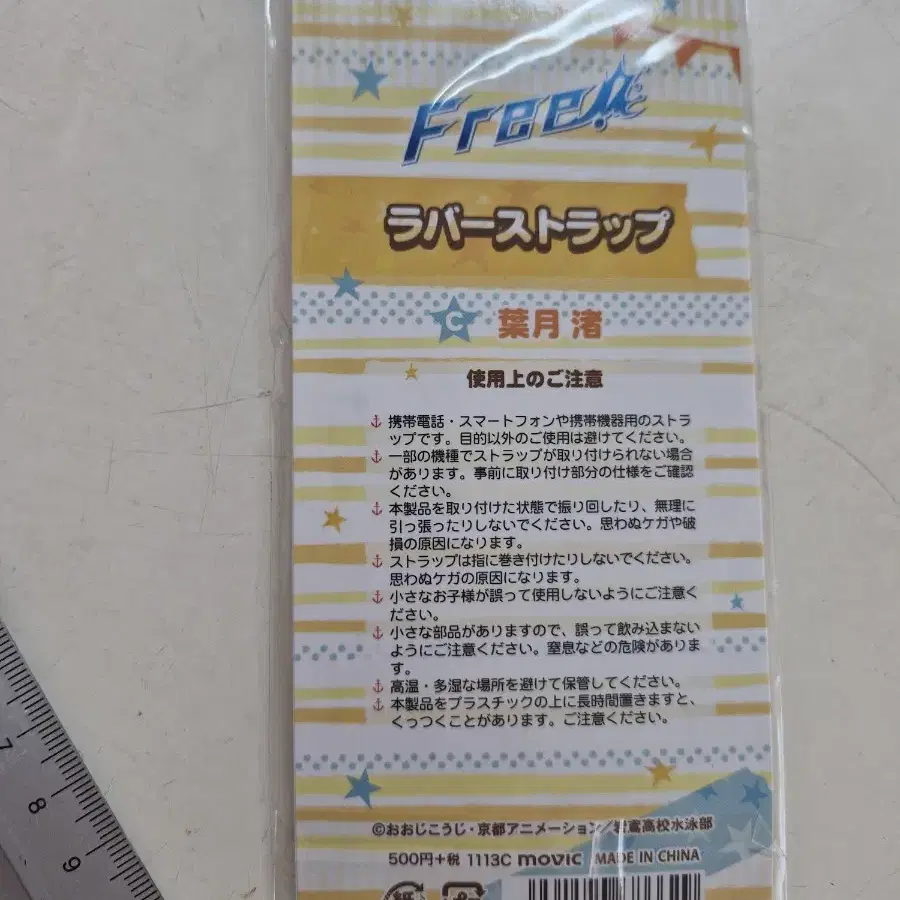 Free!
ラバーストラップ
C 葉月 渚
使用上のご注意
携帯電話・スマートフォンや携帯機器用のストラ
ップです。目的以外のご使用は避けてください。
一部の機種でストラップが取り付けられない場合
があります。事前に取り付け部分の仕様をご確認
ください。
本製品を取り付けた状態で振り回したり、無理に
引っ張ったりしないでください。思わぬケガや破
損の原因になります。
ストラップは指に巻き付けたりしないでください。
思わぬケガの原因になります。
小さなお子様が誤って使用しないようにご注意く
ださい。
小さな部品がありますので、誤って飲み込まない
ようにご注意ください。窒息などの危険がありま
す。
高温・多湿な場所を避けて保管してください。
本製品をプラスチックの上に長時間置きますと、
くっつくことがあります。ご注意ください。
©おおじこうじ・京都アニメーション/岩鳶高校水泳部
500円+税 1113C movic MADE IN CHINA
紙 プラ
7
8
9